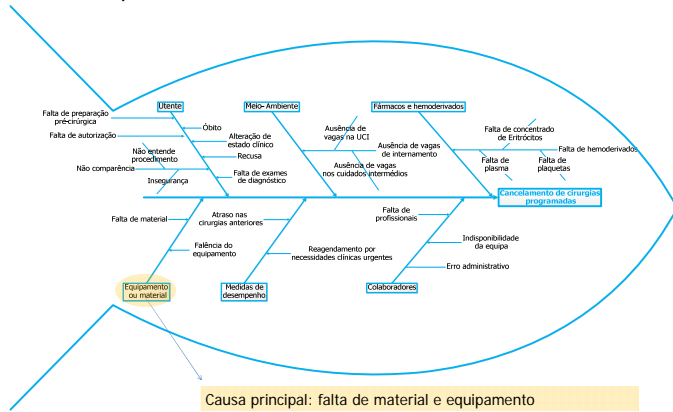 Utente
Meio- Ambiente
Fármacos e hemoderivados
Falta de preparação
pré-cirúrgica
Falta de autorização
Não entende
procedimento
Não comparência
Insegurança
Óbito
Alteração de
estado clínico
Recusa
Falta de exames
de diagnóstico
Ausência de
vagas na UCI
Ausência de vagas
de internamento
Ausência de vagas
nos cuidados intermédios
Falta de concentrado
de Eritrócitos
Falta de hemoderivados
Falta de
plasma
Falta de
plaquetas
Cancelamento de cirurgias
programadas
Falta de material
Falência do
equipamento
Atraso nas
cirurgias anteriores
Reagendamento por
necessidades clínicas urgentes
Falta de
profissionais
Indisponibilidade
da equipa
Erro administrativo
Equipamento
ou material
Medidas de
desempenho
Colaboradores
Causa principal: falta de material e equipamento